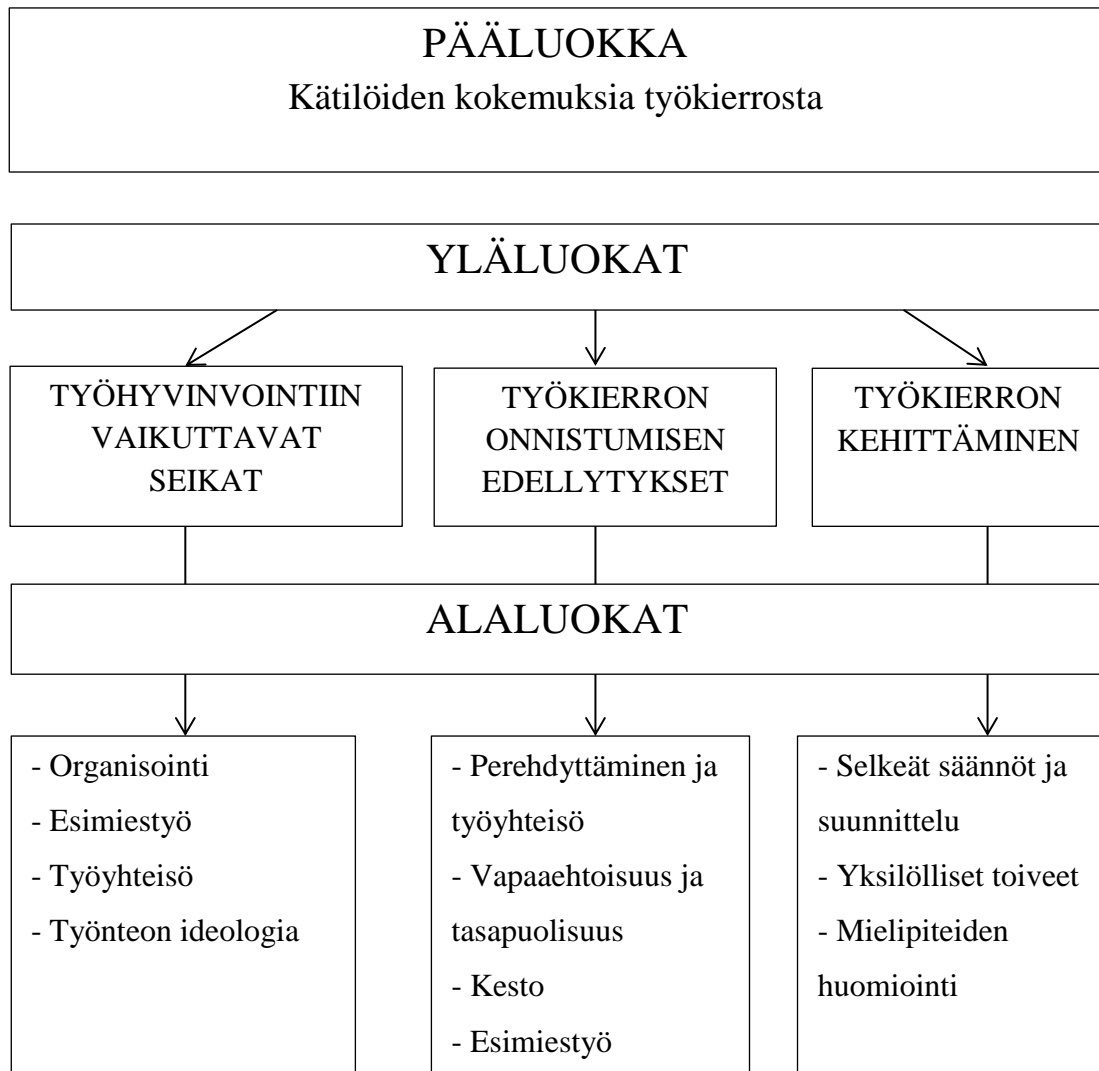 PÄÄLUOKKA
Kätilöiden kokemuksia työkierrosta
YLÄLUOKAT
TYÖHYVINVOINTIIN
VAIKUTTAVAT
SEIKAT
TYÖKIERRON
ONNISTUMISEN
EDELLYTYKSET
TYÖKIERRON
KEHITTÄMINEN
ALALUOKAT
- Organisointi
- Esimiestyö
- Työyhteisö
- Työnteon ideologia
- Perehdyttäminen ja
työyhteisö
- Vapaaehtoisuus ja
tasapuolisuus
- Kesto
- Esimiestyö
- Selkeät säännöt ja
suunnittelu
- Yksilölliset toiveet
- Mielipiteiden
huomiointi